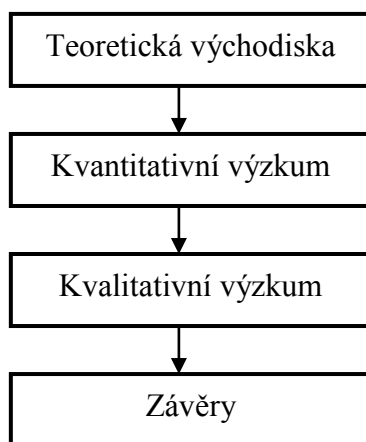 Teoretická východiska
Kvantitativní výzkum
Kvalitativní výzkum
Závěry